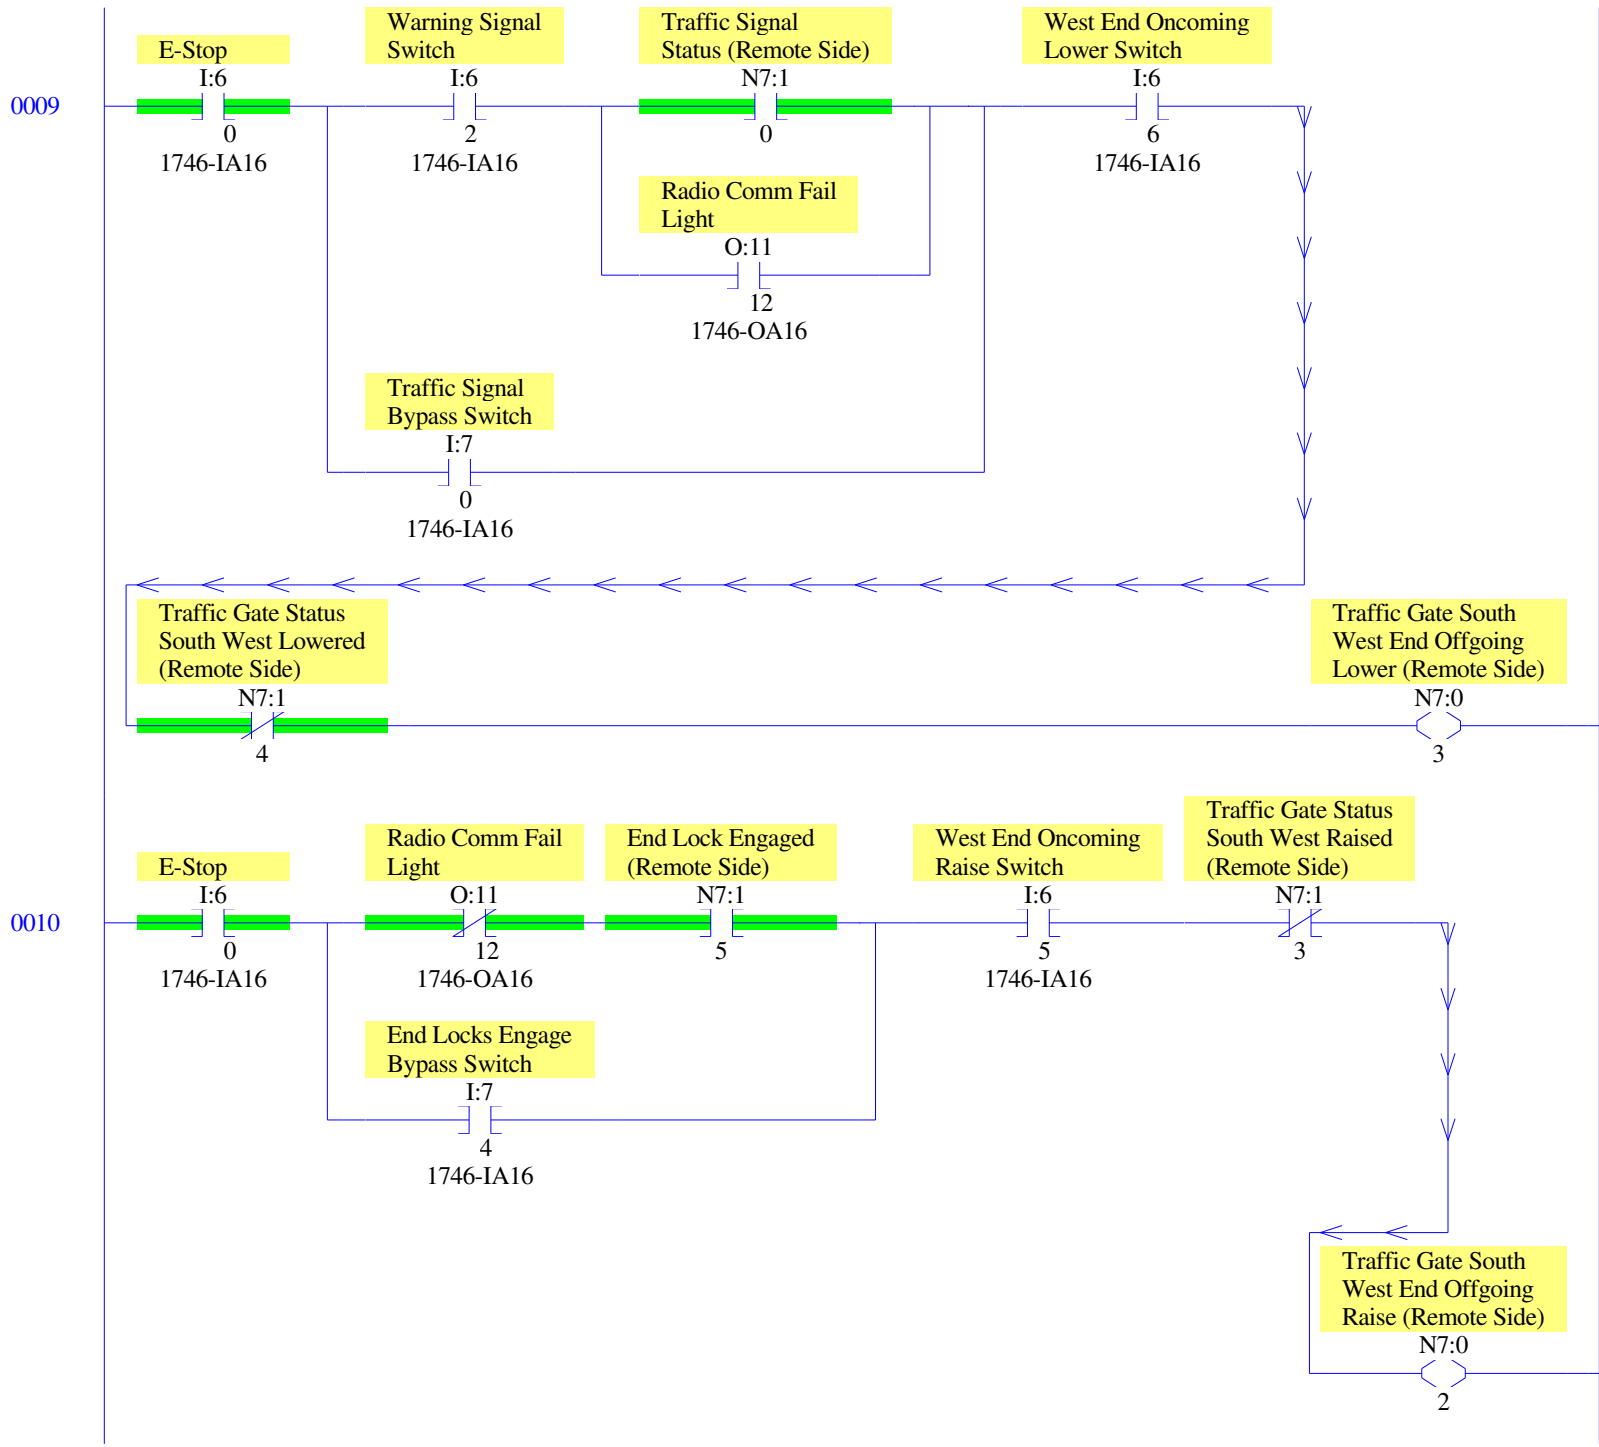 E-Stop
I:6
0009
0
1746-IA16
Warning Signal
Switch
I:6
2
1746-IA16
Traffic Signal
Status (Remote Side)
N7:1
0
West End Oncoming
Lower Switch
I:6
6
1746-IA16
Radio Comm Fail
Light
O:11
12
1746-OA16
Traffic Signal
Bypass Switch
I:7
0
1746-IA16
Traffic Gate Status
South West Lowered
(Remote Side)
N7:1
4
Traffic Gate South
West End Offgoing
Lower (Remote Side)
N7:0
3
E-Stop
I:6
0010
0
1746-IA16
Radio Comm Fail
Light
O:11
12
1746-OA16
End Lock Engaged
(Remote Side)
N7:1
5
West End Oncoming
Raise Switch
I:6
5
1746-IA16
Traffic Gate Status
South West Raised
(Remote Side)
N7:1
3
End Locks Engage
Bypass Switch
I:7
4
1746-IA16
Traffic Gate South
West End Offgoing
Raise (Remote Side)
N7:0
2